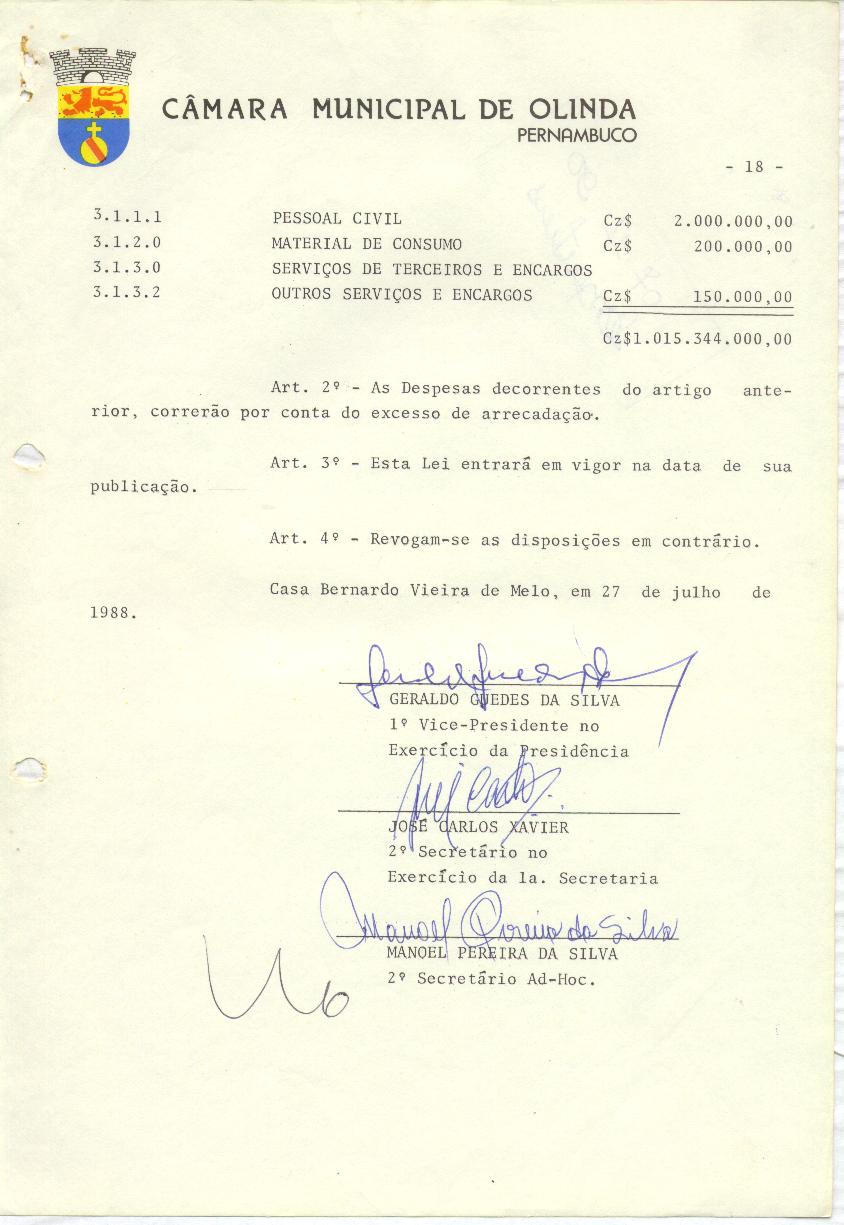 CÂMARA MUNICIPAL DE OLINDA
PERNAMBUCO
- 18 -
3.1.1.1 PESSOAL CIVIL Cz$ 2.000.000,00
3.1.2.0 MATERIAL DE CONSUMO Cz$ 200.000,00
3.1.3.0 SERVIÇOS DE TERCEIROS E ENCARGOS
3.1.3.2 OUTROS SERVIÇOS E ENCARGOS Cz$ 150.000,00
Cz$1.015.344.000,00
Art. 2º - As Despesas decorrentes do artigo ante-
rior, correrão por conta do excesso de arrecadação.
Art. 3º - Esta Lei entrará em vigor na data de sua
publicação.
Art. 4º - Revogam-se as disposições em contrário.
Casa Bernardo Vieira de Melo, em 27 de julho de
1988.
GERALDO GUEDES DA SILVA
1º Vice-Presidente no
Exercício da Presidência
JOSÉ CARLOS XAVIER
2º Secretário no
Exercício da 1a. Secretaria
Manoel Pereira da Silva
MANOEL PEREIRA DA SILVA
2º Secretário Ad-Hoc.